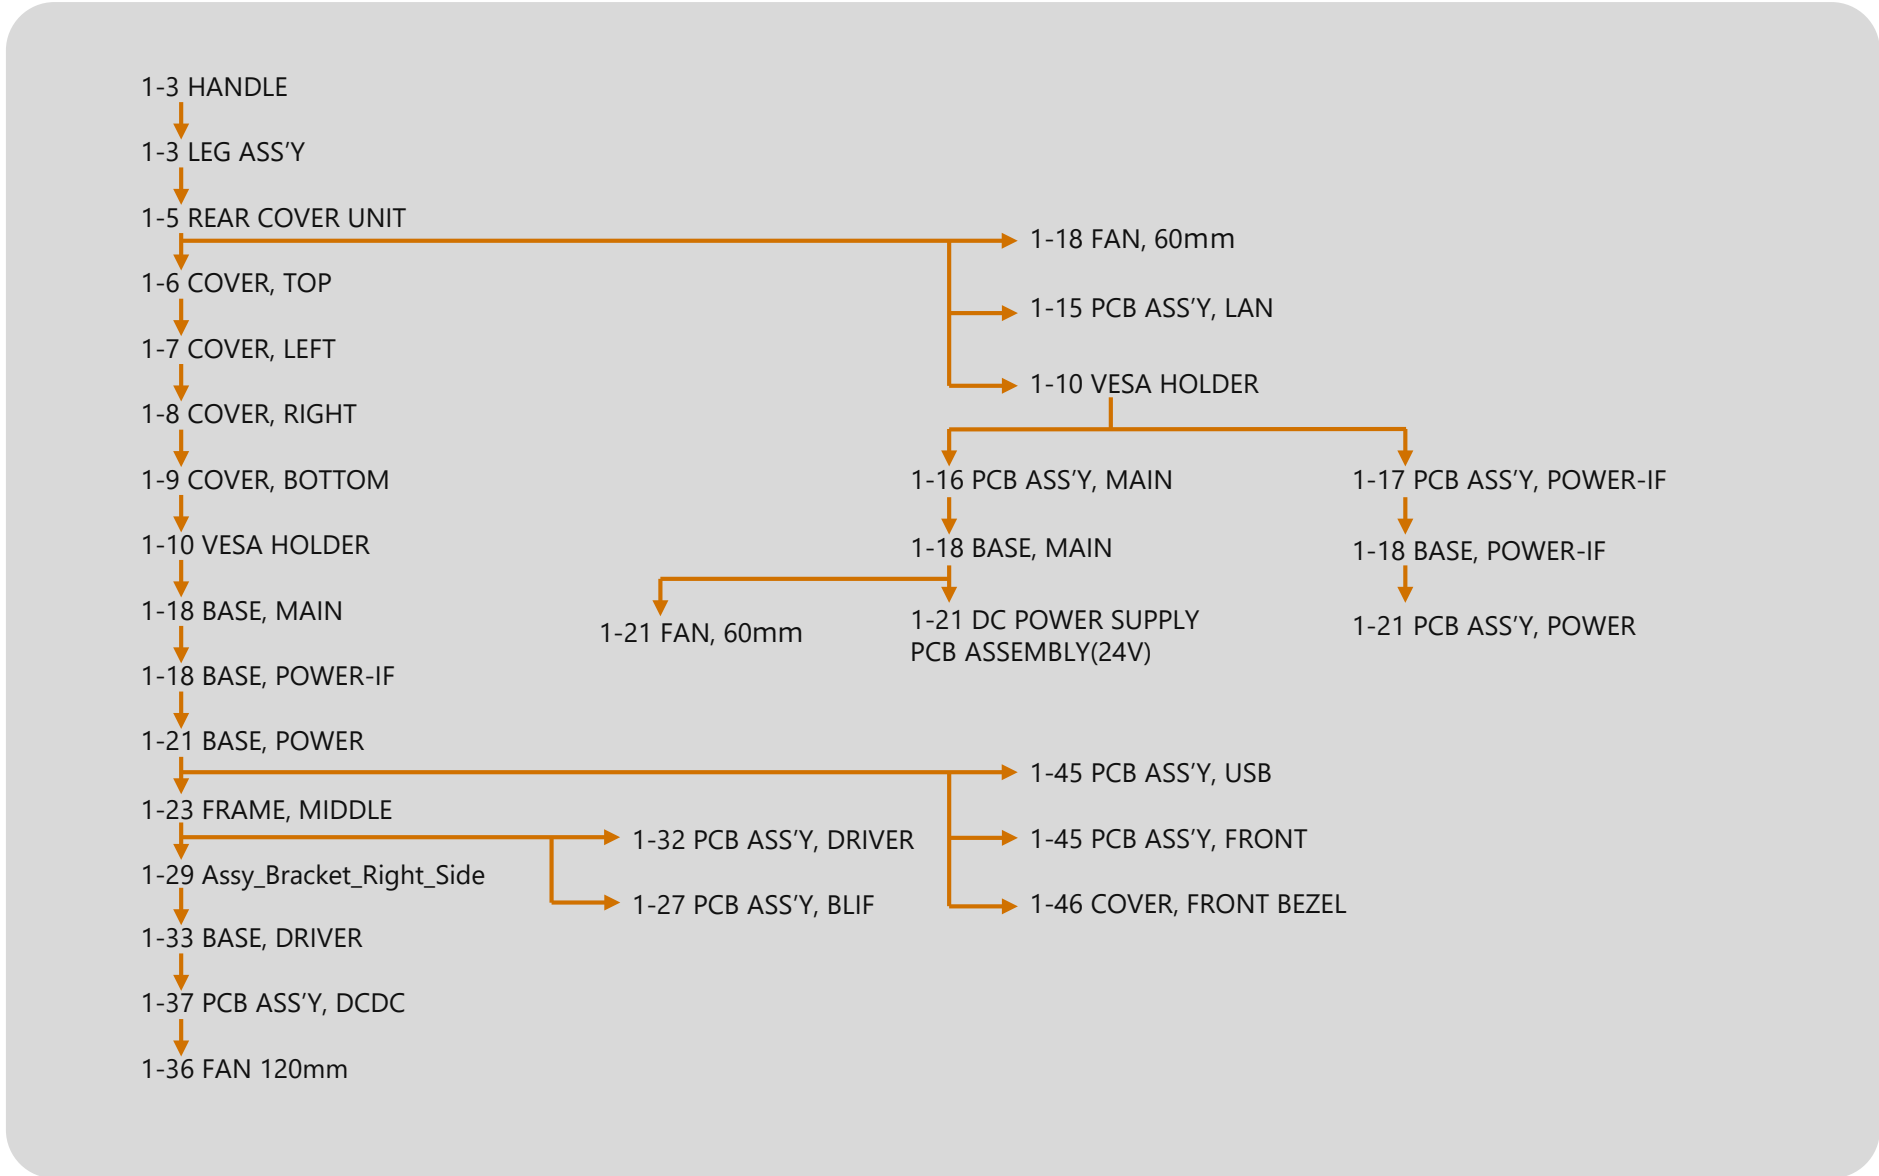 1-3 HANDLE
1-3 LEG ASS’Y
1-5 REAR COVER UNIT
1-18 FAN, 60mm
1-6 COVER, TOP
1-15 PCB ASS’Y, LAN
1-7 COVER, LEFT
1-10 VESA HOLDER
1-8 COVER, RIGHT
1-9 COVER, BOTTOM
1-16 PCB ASS’Y, MAIN
1-17 PCB ASS’Y, POWER-IF
1-10 VESA HOLDER
1-18 BASE, MAIN
1-18 BASE, POWER-IF
1-18 BASE, MAIN
1-21 FAN, 60mm
1-21 DC POWER SUPPLY
PCB ASSEMBLY(24V)
1-21 PCB ASS’Y, POWER
1-18 BASE, POWER-IF
1-21 BASE, POWER
1-45 PCB ASS’Y, USB
1-23 FRAME, MIDDLE
1-32 PCB ASS’Y, DRIVER
1-45 PCB ASS’Y, FRONT
1-29 Assy_Bracket_Right_Side
1-27 PCB ASS’Y, BLIF
1-46 COVER, FRONT BEZEL
1-33 BASE, DRIVER
1-37 PCB ASS’Y, DCDC
1-36 FAN 120mm